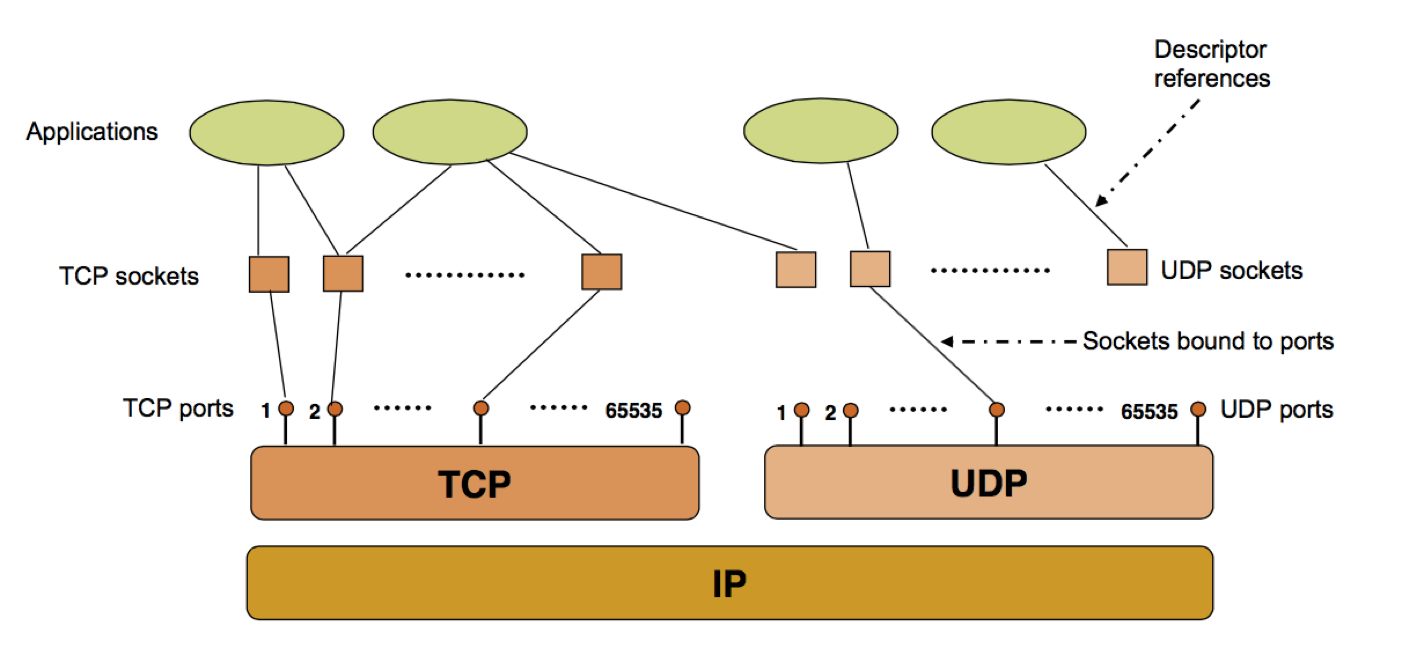 Descriptor
references
Applications
TCP sockets
UDP sockets
Sockets bound to ports
TCP ports
1
2
65535
1
2
65535
UDP ports
TCP
UDP
IP